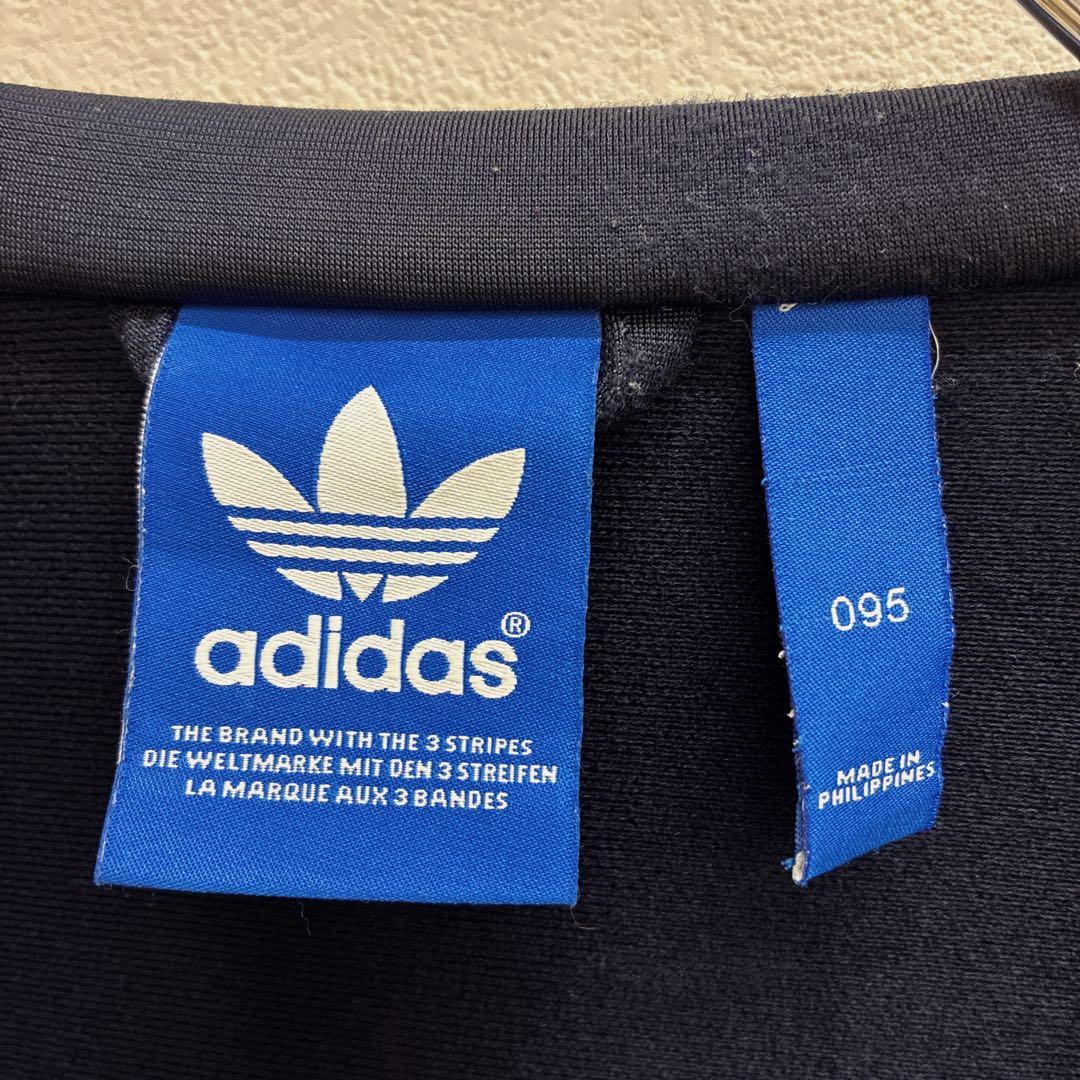 adidas®
THE BRAND WITH THE 3 STRIPES
DIE WELTMARKE MIT DEN 3 STREIFEN
LA MARQUE AUX 3 BANDES
095
MADE IN
PHILIPPINES